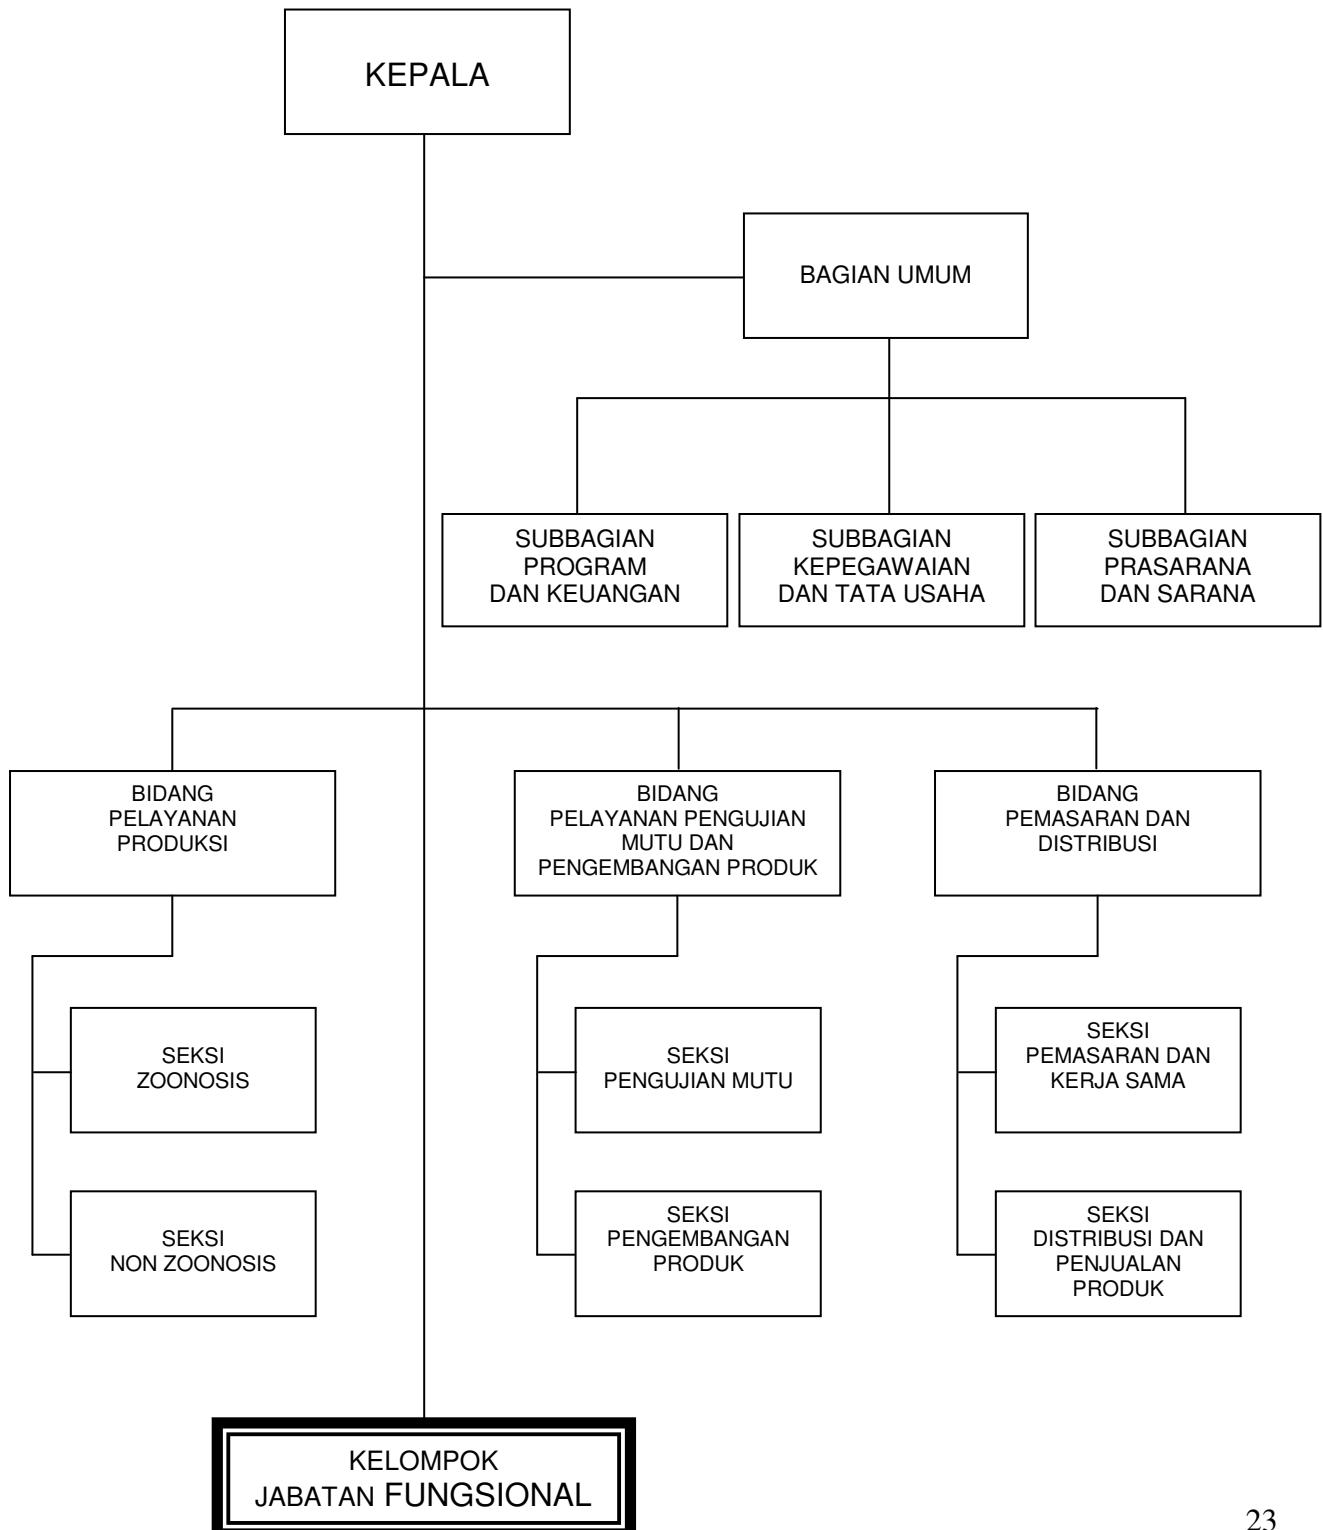 KEPALA
BAGIAN UMUM
SUBBAGIAN
PROGRAM
DAN KEUANGAN
SUBBAGIAN
KEPEGAWAIAN
DAN TATA USAHA
SUBBAGIAN
PRASARANA
DAN SARANA
BIDANG
PELAYANAN
PRODUKSI
BIDANG
PELAYANAN PENGUJIAN
MUTU DAN
PENGEMBANGAN PRODUK
BIDANG
PEMASARAN DAN
DISTRIBUSI
SEKSI
ZOONOSIS
SEKSI
PENGUJIAN MUTU
SEKSI
PEMASARAN DAN
KERJA SAMA
SEKSI
NON ZOONOSIS
SEKSI
PENGEMBANGAN
PRODUK
SEKSI
DISTRIBUSI DAN
PENJUALAN
PRODUK
KELOMPOK
JABATAN FUNGSIONAL
23